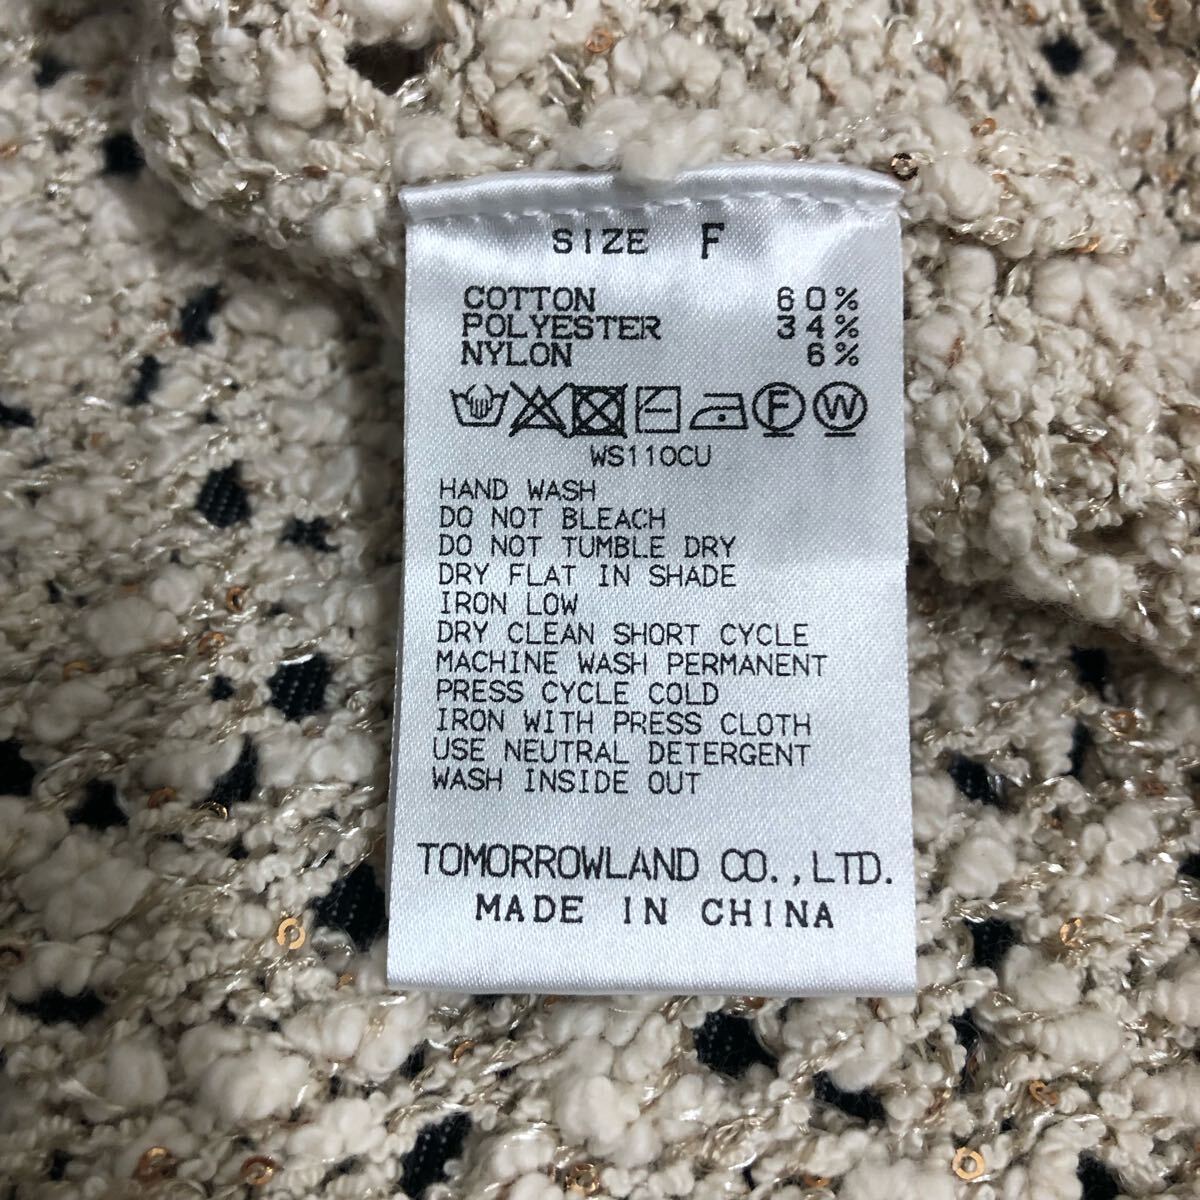 SIZE F
COTTON 60%
POLYESTER 34%
NYLON 6%
F W
WS110CU
HAND WASH
DO NOT BLEACH
DO NOT TUMBLE DRY
DRY FLAT IN SHADE
IRON LOW
DRY CLEAN SHORT CYCLE
MACHINE WASH PERMANENT
PRESS CYCLE COLD
IRON WITH PRESS CLOTH
USE NEUTRAL DETERGENT
WASH INSIDE OUT
TOMORROWLAND CO.,LTD.
MADE IN CHINA